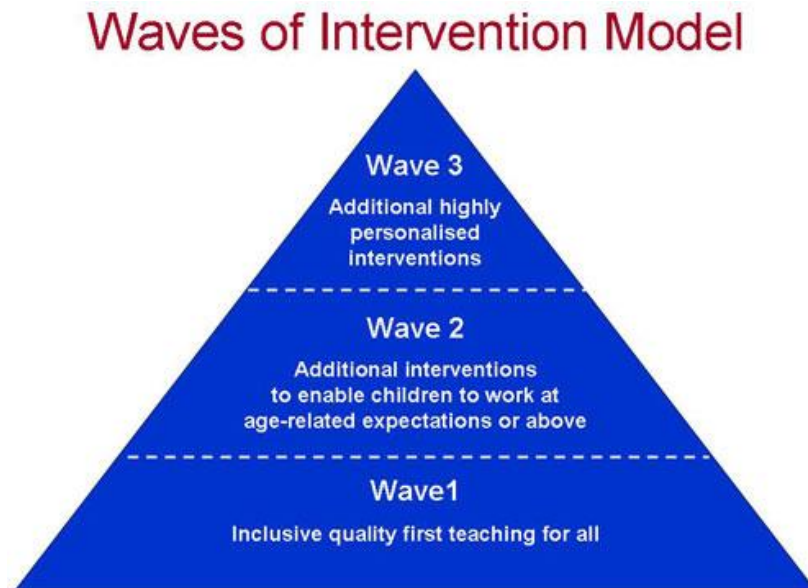 Waves of Intervention Model
Wave 3
Additional highly
personalised
interventions
Wave 2
Additional interventions
to enable children to work at
age-related expectations or above
Wave1
Inclusive quality first teaching for all